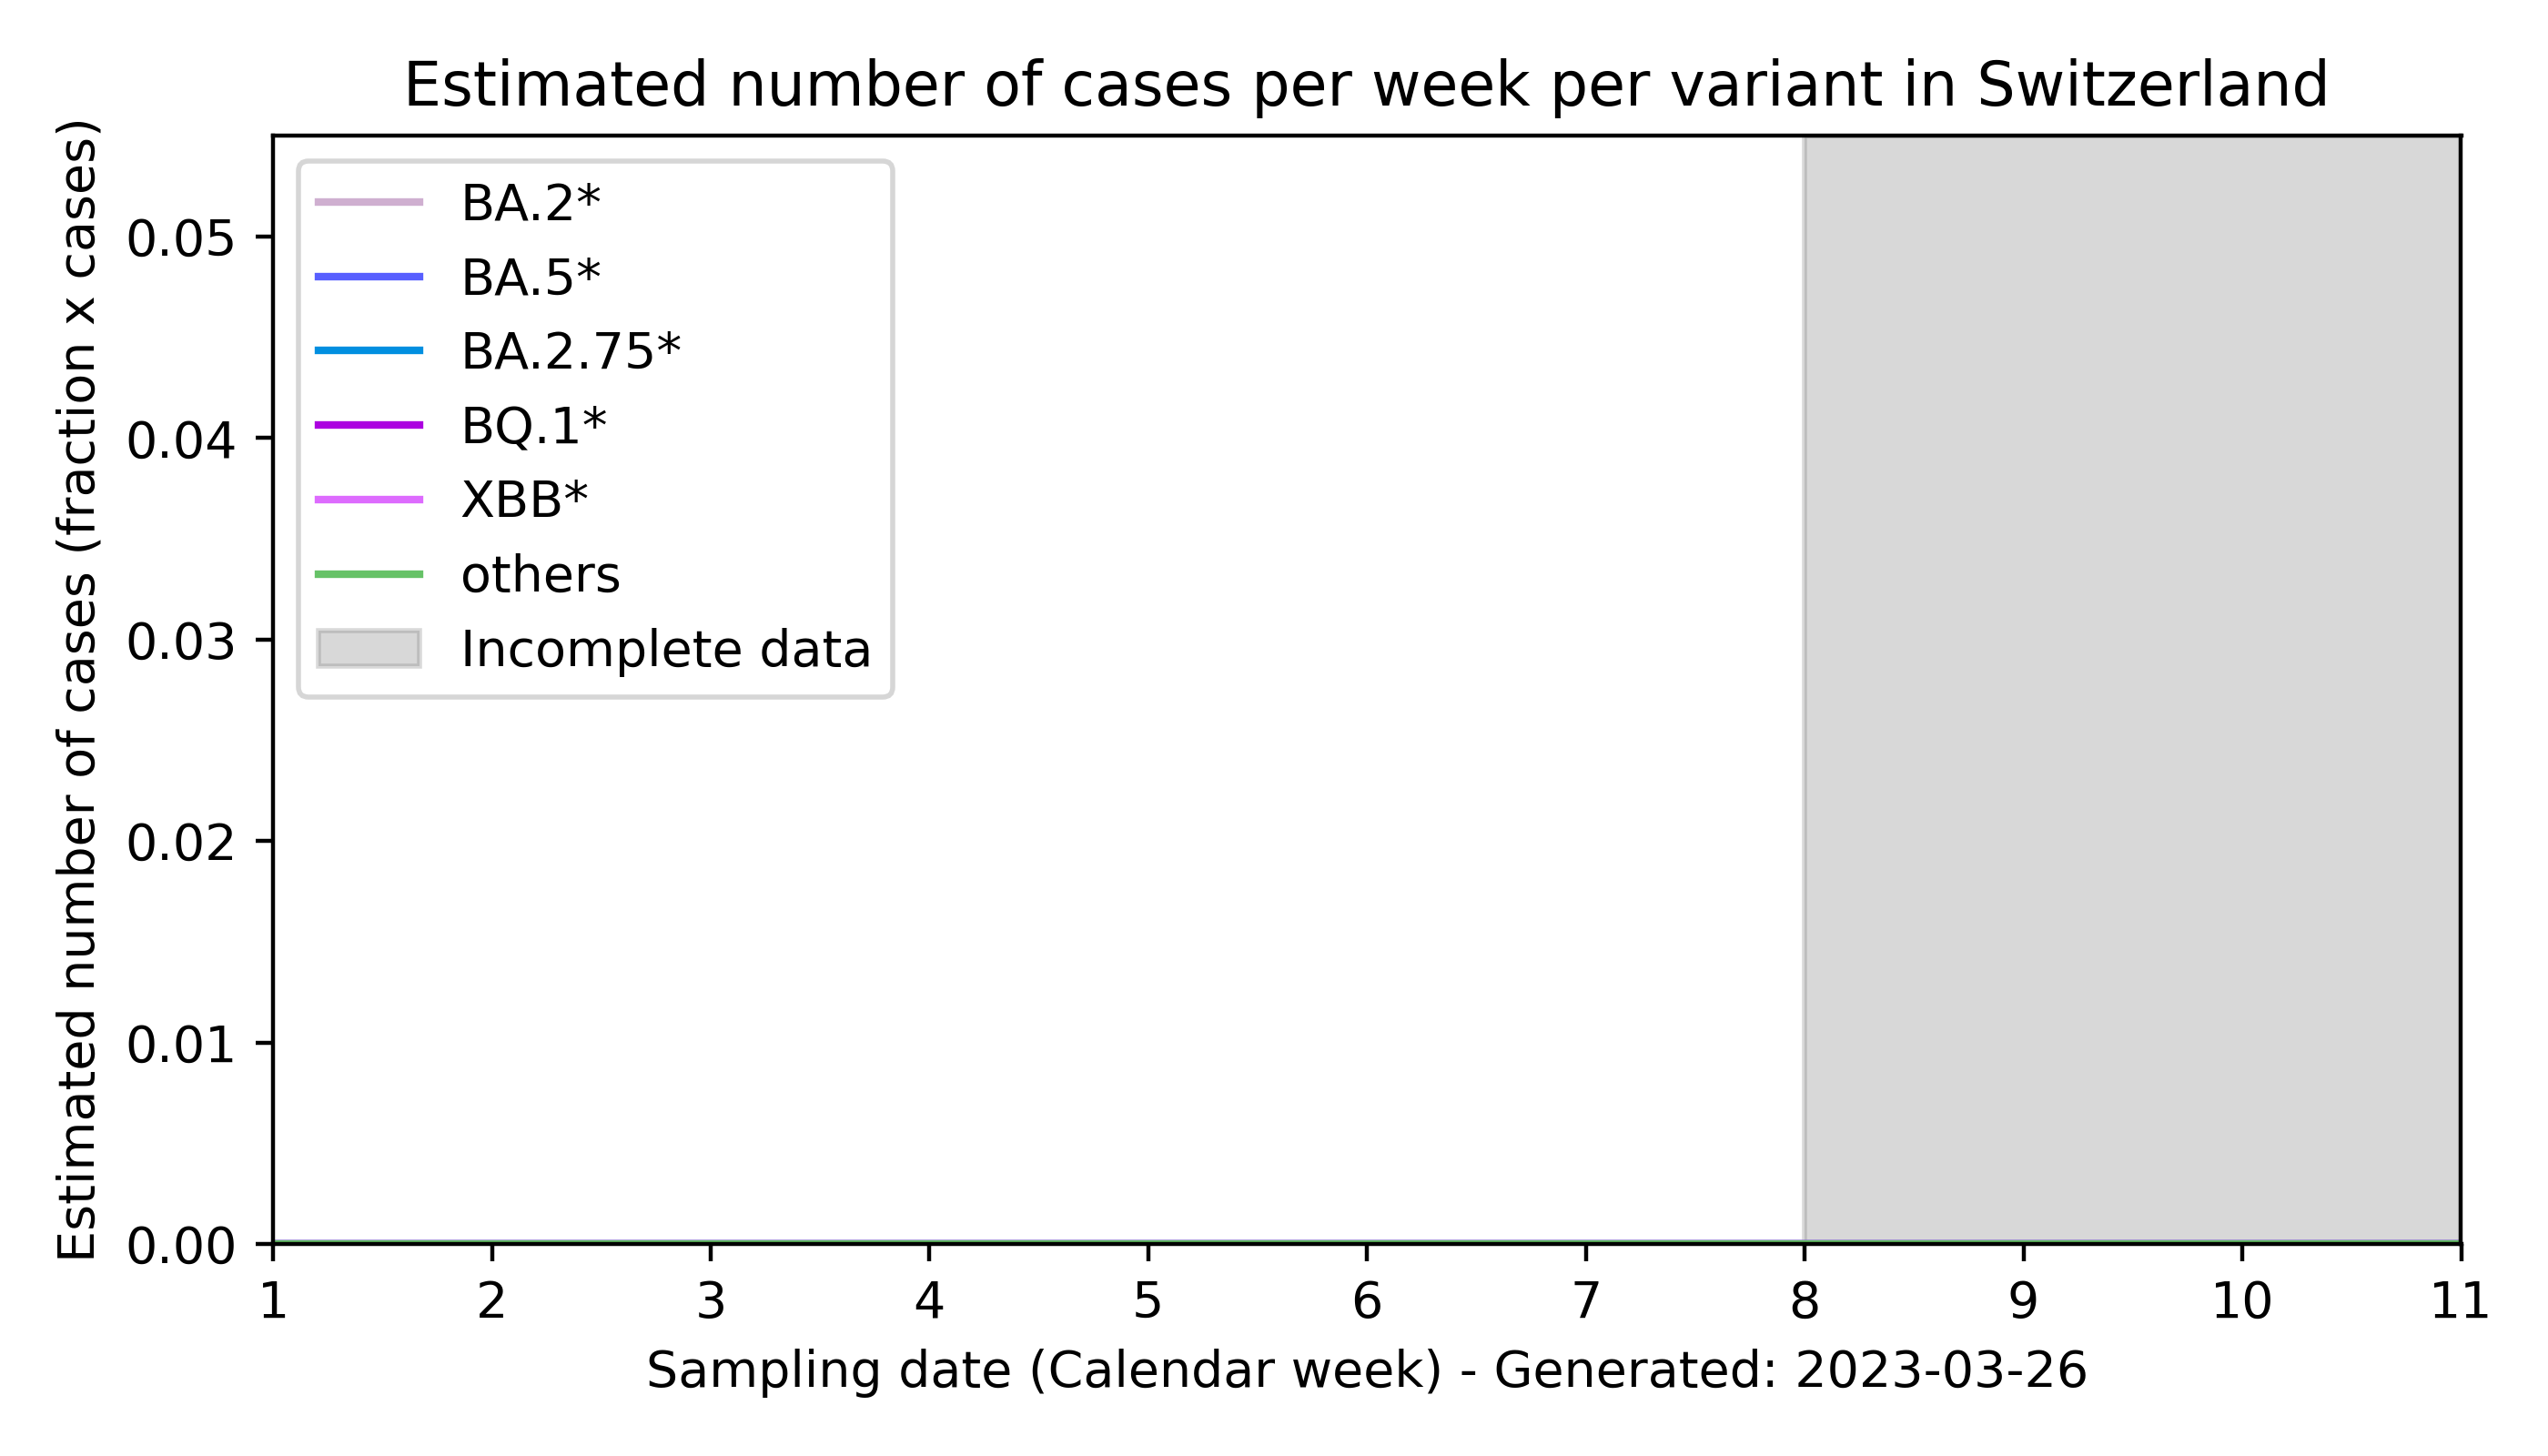 Estimated number of cases per week per variant in Switzerland
Estimated number of cases (fraction x cases)
0.05
0.04
0.03
0.02
0.01
0.00
BA.2*
BA.5*
BA.2.75*
BQ.1*
XBB*
others
Incomplete data
1 2 3 4 5 6 7 8 9 10 11
Sampling date (Calendar week) - Generated: 2023-03-26